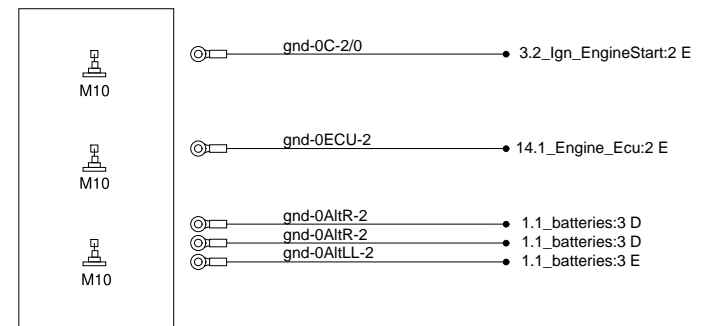 gnd-0C-2/0 3.2_Ign_EngineStart:2 E
M10
gnd-0ECU-2 14.1_Engine_Ecu:2 E
M10
gnd-0AltR-2 1.1_batteries:3 D
gnd-0AltR-2 1.1_batteries:3 D
gnd-0AltLL-2 1.1_batteries:3 E
M10